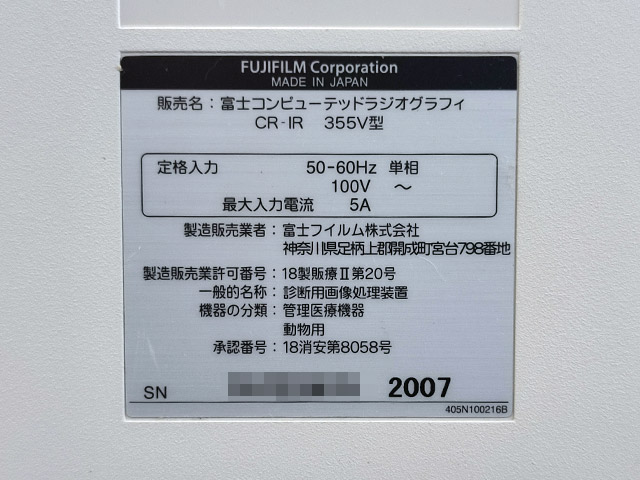 FUJIFILM Corporation
MADE IN JAPAN
販売名：富士コンピューテッドラジオグラフィ
CR-IR 355V型
定格入力 50-60Hz 単相
100V ～
最大入力電流 5A
製造販売業者：富士フイルム株式会社
神奈川県足柄上郡開成町宮台798番地
製造販売業許可番号：18製販療Ⅱ第20号
一般的名称：診断用画像処理装置
機器の分類：管理医療機器
動物用
承認番号：18消安第8058号
SN 2007
405N100216B